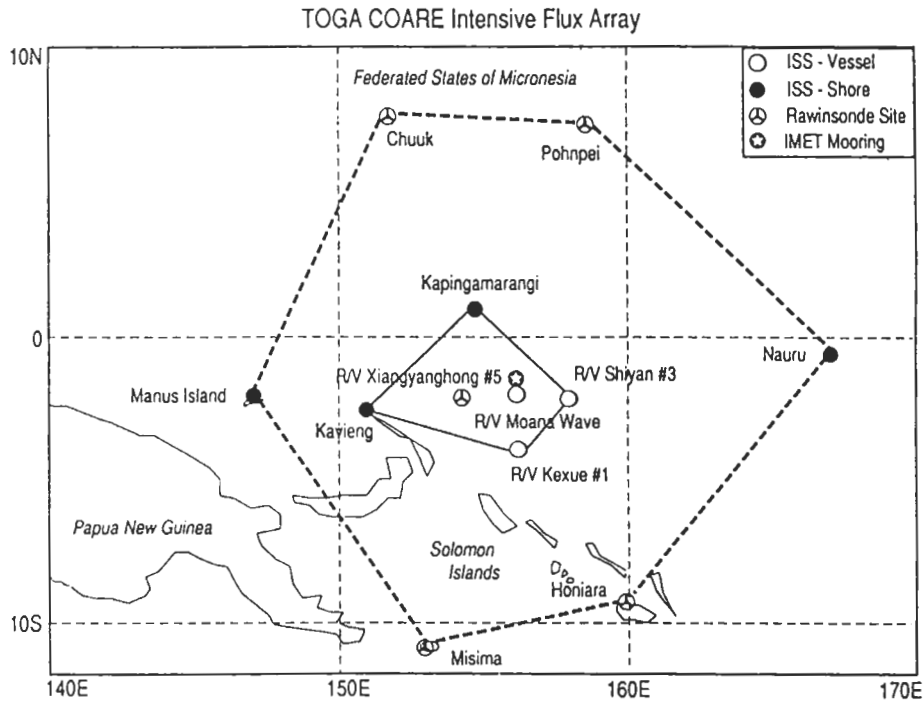 TOGA COARE Intensive Flux Array
10N
Federated States of Micronesia
ISS - Vessel
ISS - Shore
Rawinsonde Site
IMET Mooring
Chuuk
Pohnpei
Kapingamarangi
0
Nauru
R/V Xiangyanghong #5
R/V Shiyan #3
Manus Island
Kavieng
R/V Moana Wave
R/V Kexue #1
Papua New Guinea
Solomon
Islands
Honiara
10S
Misima
140E
150E
160E
170E